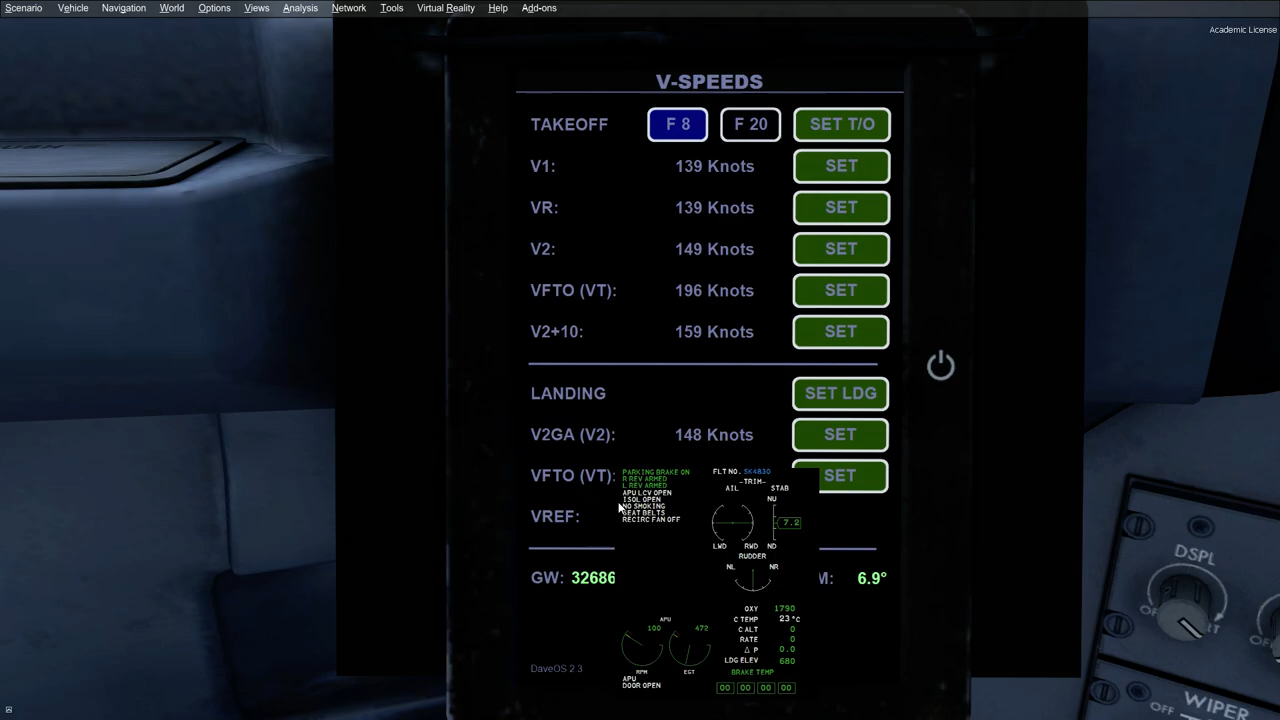 Scenario Vehicle Navigation World Options Views Analysis Network Tools Virtual Reality Help Add-ons
Academic License
V-SPEEDS
TAKEOFF F 8 F 20 SET T/O
V1: 139 Knots SET
VR: 139 Knots SET
V2: 149 Knots SET
VFTO (VT): 196 Knots SET
V2+10: 159 Knots SET
LANDING SET LDG
V2GA (V2): 148 Knots SET
VFTO (VT): SET
VREF:
GW: 32686 M: 6.9°
DaveOS 2.3
PARKING BRAKE ON
R REV ARMED
L REV ARMED
APU LCV OPEN
ISOL OPEN
NO SMOKING
SEAT BELTS
RECIRC FAN OFF
FLT NO. SK4830
-TRIM-
AIL STAB
NU
7.2
LWD RWD ND
RUDDER
NL NR
OXY 1790
C TEMP 23 °C
C ALT 0
RATE 0
Δ P 0.0
LDG ELEV 680
BRAKE TEMP
00 00 00 00
APU
100 472
RPM EGT
APU
DOOR OPEN
DSPL
WIPER
OFF